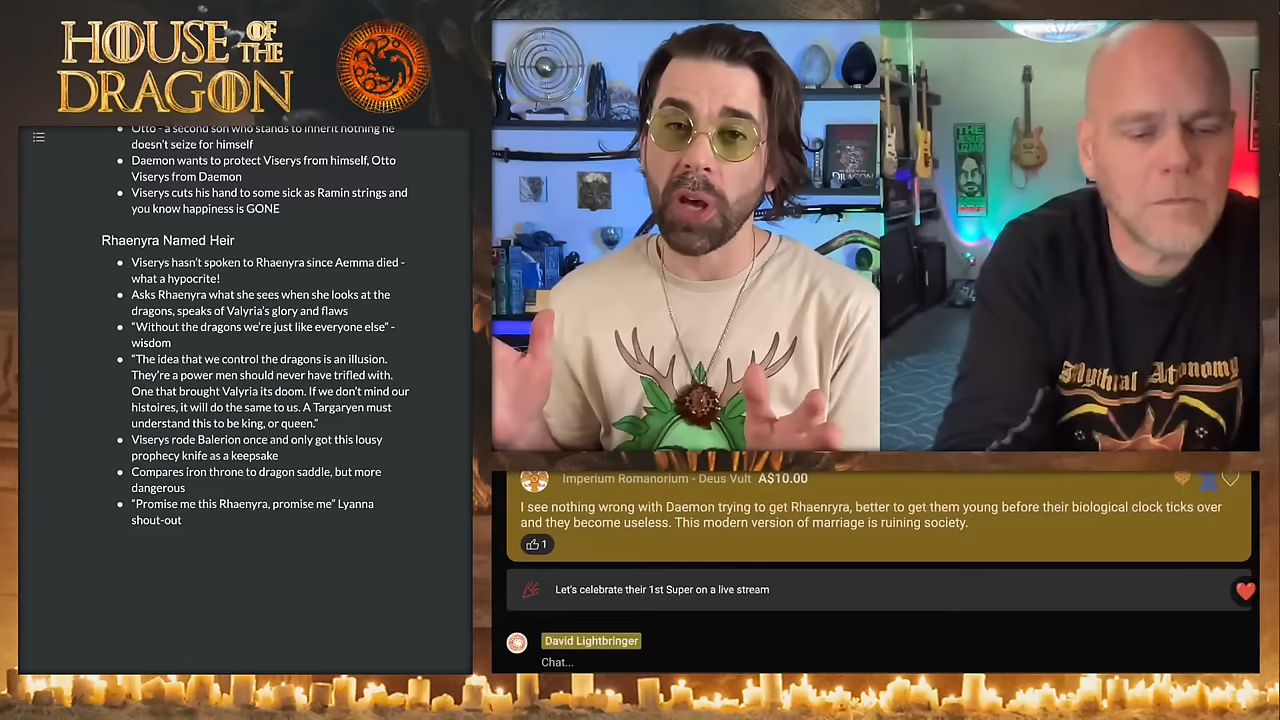 HOUSE OF THE DRAGON
Otto - a second son who stands to inherit nothing he
doesn't seize for himself
Daemon wants to protect Viserys from himself, Otto
Viserys from Daemon
Viserys cuts his hand to some sick as Ramin strings and
you know happiness is GONE
Rhaenyra Named Heir
Viserys hasn't spoken to Rhaenyra since Aemma died -
what a hypocrite!
Asks Rhaenyra what she sees when she looks at the
dragons, speaks of Valyria's glory and flaws
"Without the dragons we're just like everyone else" -
wisdom
"The idea that we control the dragons is an illusion.
They're a power men should never have trifled with.
One that brought Valyria its doom. If we don't mind our
histoires, it will do the same to us. A Targaryen must
understand this to be king, or queen."
Viserys rode Balerion once and only got this lousy
prophecy knife as a keepsake
Compares iron throne to dragon saddle, but more
dangerous
"Promise me this Rhaenyra, promise me" Lyanna
shout-out
DRAGON
THE
JESUS
LIZARD
Mythical Astronomy
Imperium Romanorium - Deus Vult A$10.00
I see nothing wrong with Daemon trying to get Rhaenryra, better to get them young before their biological clock ticks over
and they become useless. This modern version of marriage is ruining society.
1
Let's celebrate their 1st Super on a live stream
David Lightbringer
Chat...